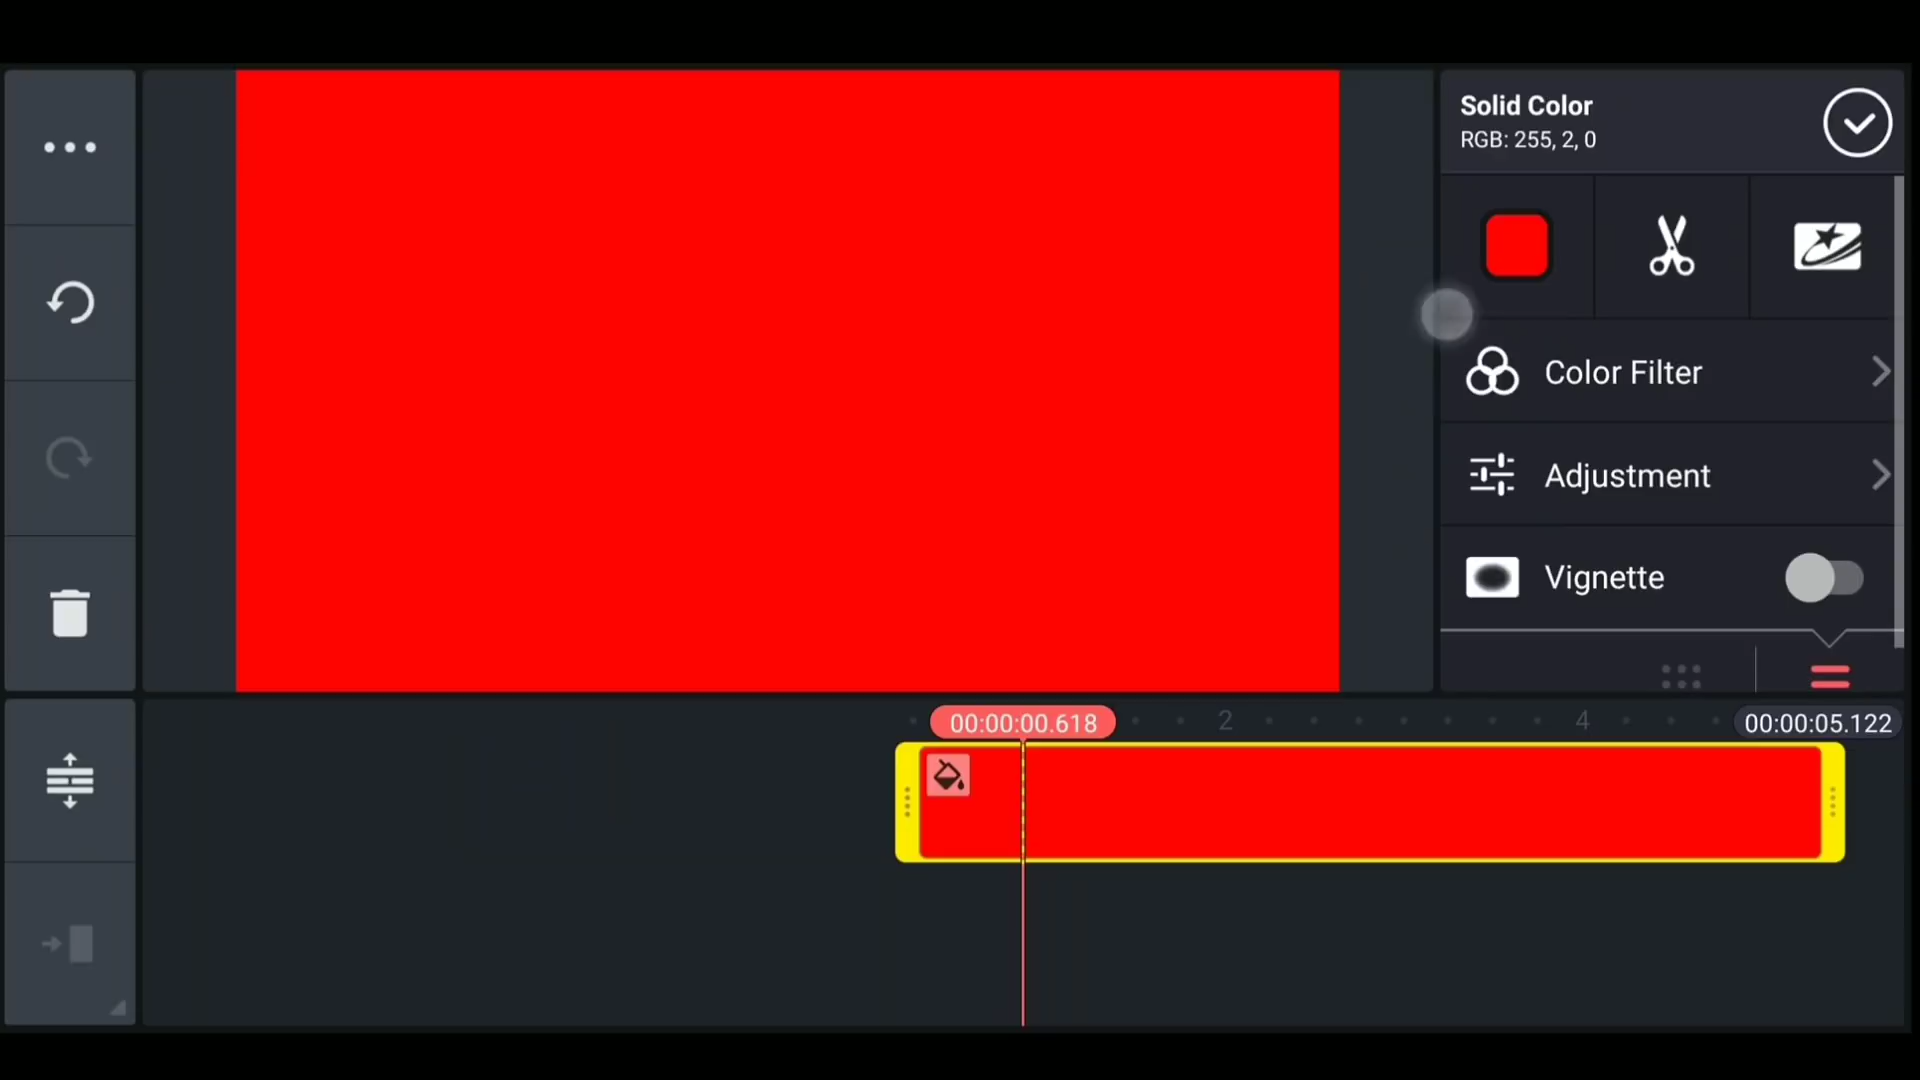 Solid Color
RGB: 255, 2, 0
Color Filter
Adjustment
Vignette
00:00:00.618
2
4
00:00:05.122